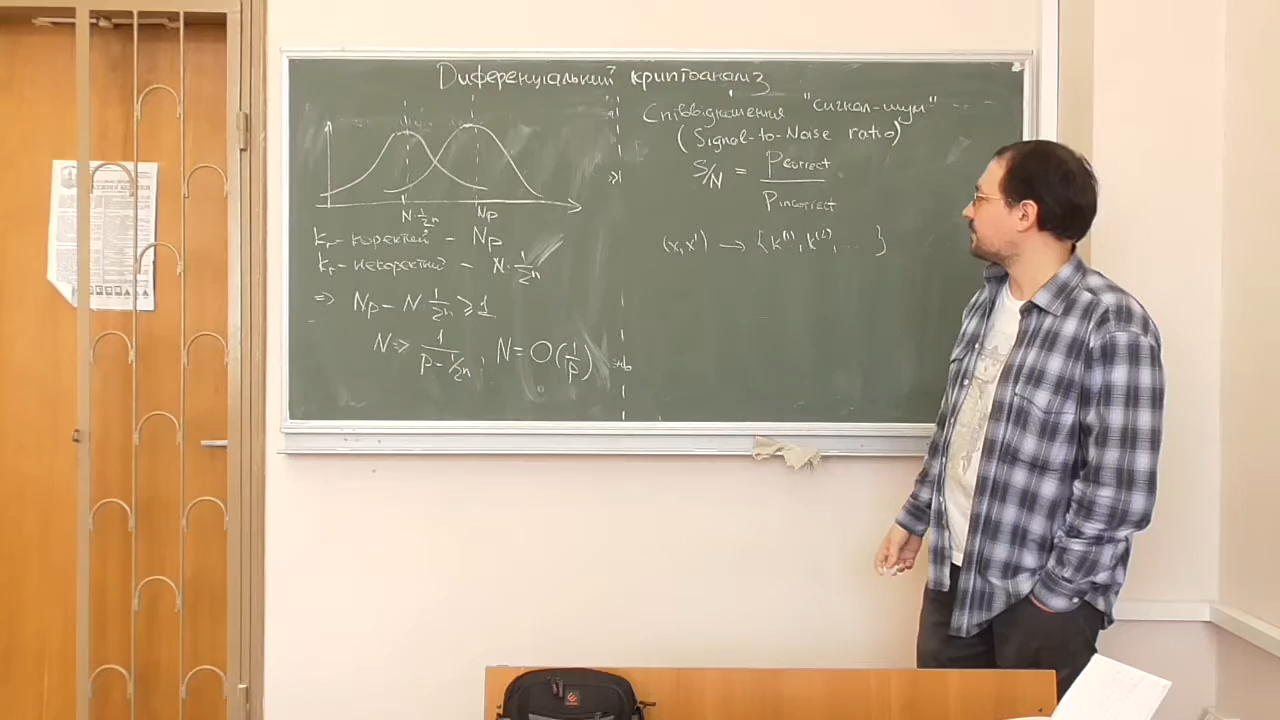 Диференціальний криптоаналіз
N·1/2ⁿ Np
kᵣ - коректний - Np
kᵣ - некоректний - N·1/2ⁿ
=> Np - N·1/2ⁿ ⩾ 1
N => 1/(p - 1/2ⁿ), N = O(1/p)
Співвідношення "сигнал-шум"
(Signal-to-Noise ratio)
S/N = Pcorrect/Pincorrect
(x, x') → {k⁽¹⁾, k⁽²⁾, ... }